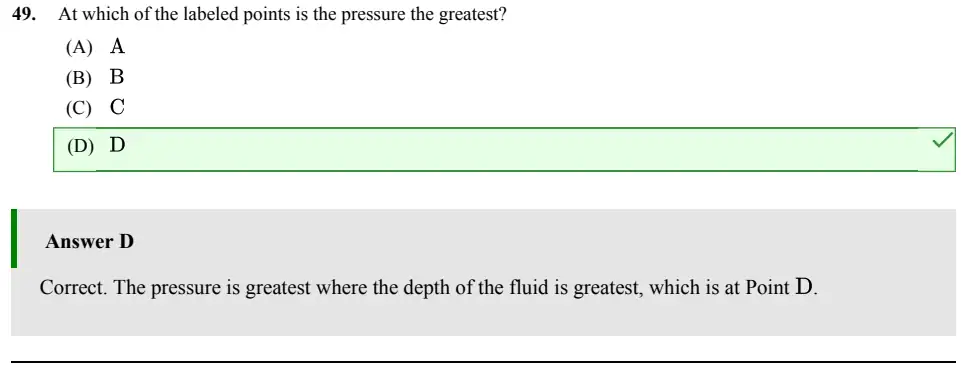 49. At which of the labeled points is the pressure the greatest?
(A) A
(B) B
(C) C
(D) D
Answer D
Correct. The pressure is greatest where the depth of the fluid is greatest, which is at Point D.